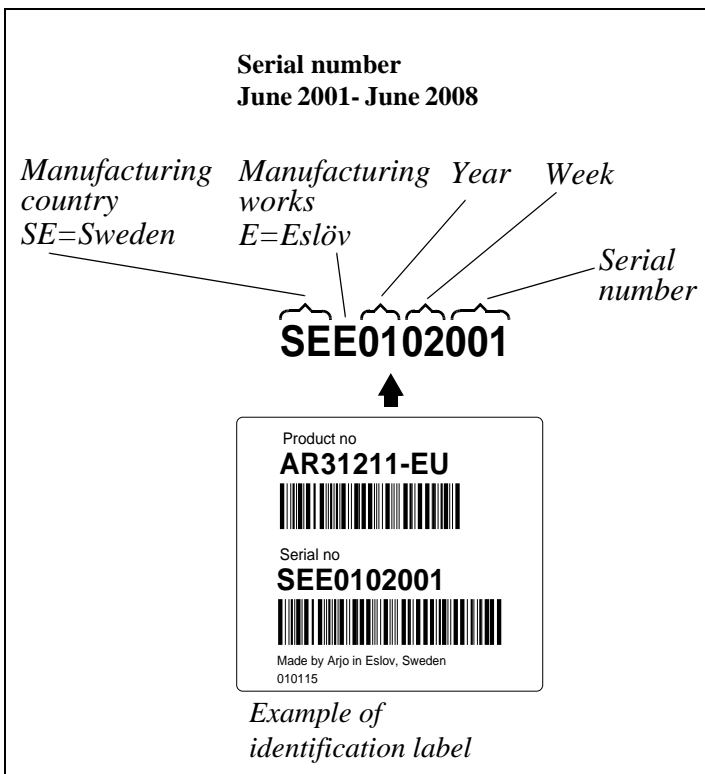 Serial number
June 2001- June 2008
Manufacturing
country
SE=Sweden
Manufacturing
works
E=Eslöv
Year
Week
Serial
number
SEE0102001
Product no
AR31211-EU
Serial no
SEE0102001
Made by Arjo in Eslov, Sweden
010115
Example of
identification label